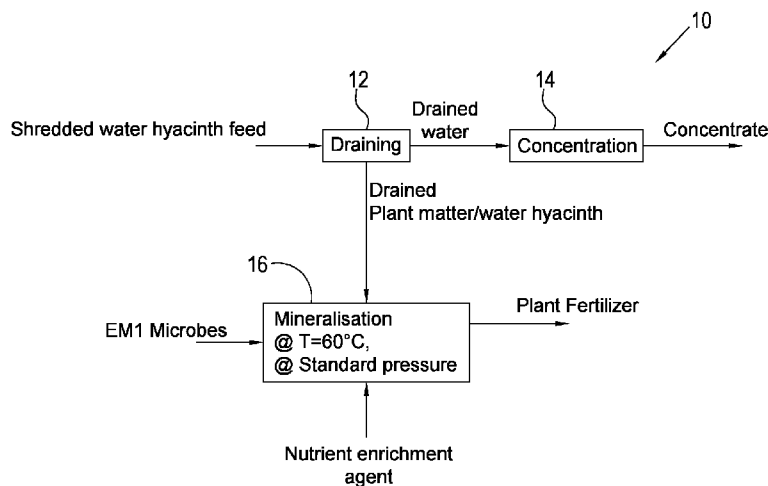 10
12
14
Shredded water hyacinth feed
Draining
Drained
water
Concentration
Concentrate
Drained
Plant matter/water hyacinth
16
EM1 Microbes
Mineralisation
@ T=60°C,
@ Standard pressure
Plant Fertilizer
Nutrient enrichment
agent